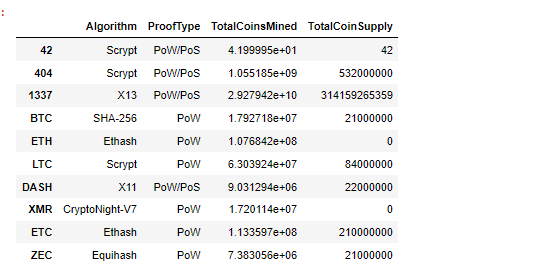 :
Algorithm ProofType TotalCoinsMined TotalCoinSupply
42 Scrypt PoW/PoS 4.199995e+01 42
404 Scrypt PoW/PoS 1.055185e+09 532000000
1337 X13 PoW/PoS 2.927942e+10 314159265359
BTC SHA-256 PoW 1.792718e+07 21000000
ETH Ethash PoW 1.076842e+08 0
LTC Scrypt PoW 6.303924e+07 84000000
DASH X11 PoW/PoS 9.031294e+06 22000000
XMR CryptoNight-V7 PoW 1.720114e+07 0
ETC Ethash PoW 1.133597e+08 210000000
ZEC Equihash PoW 7.383056e+06 21000000